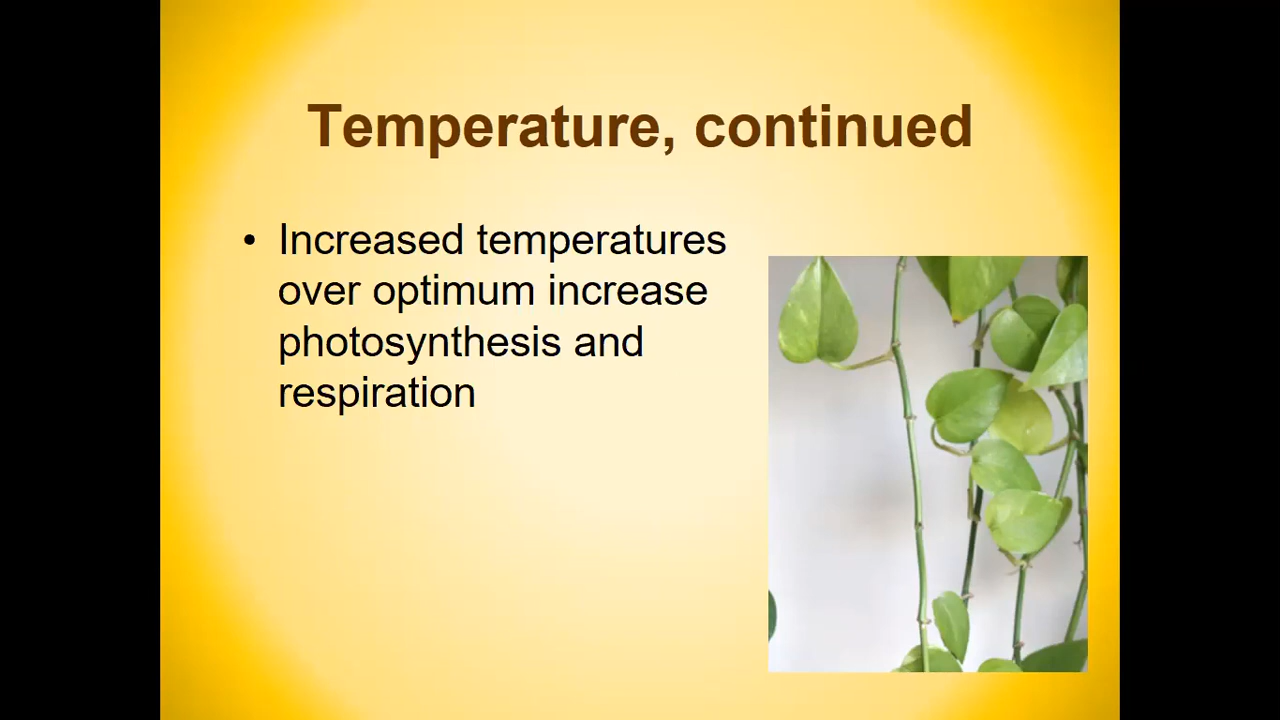 Temperature, continued
• Increased temperatures
over optimum increase
photosynthesis and
respiration